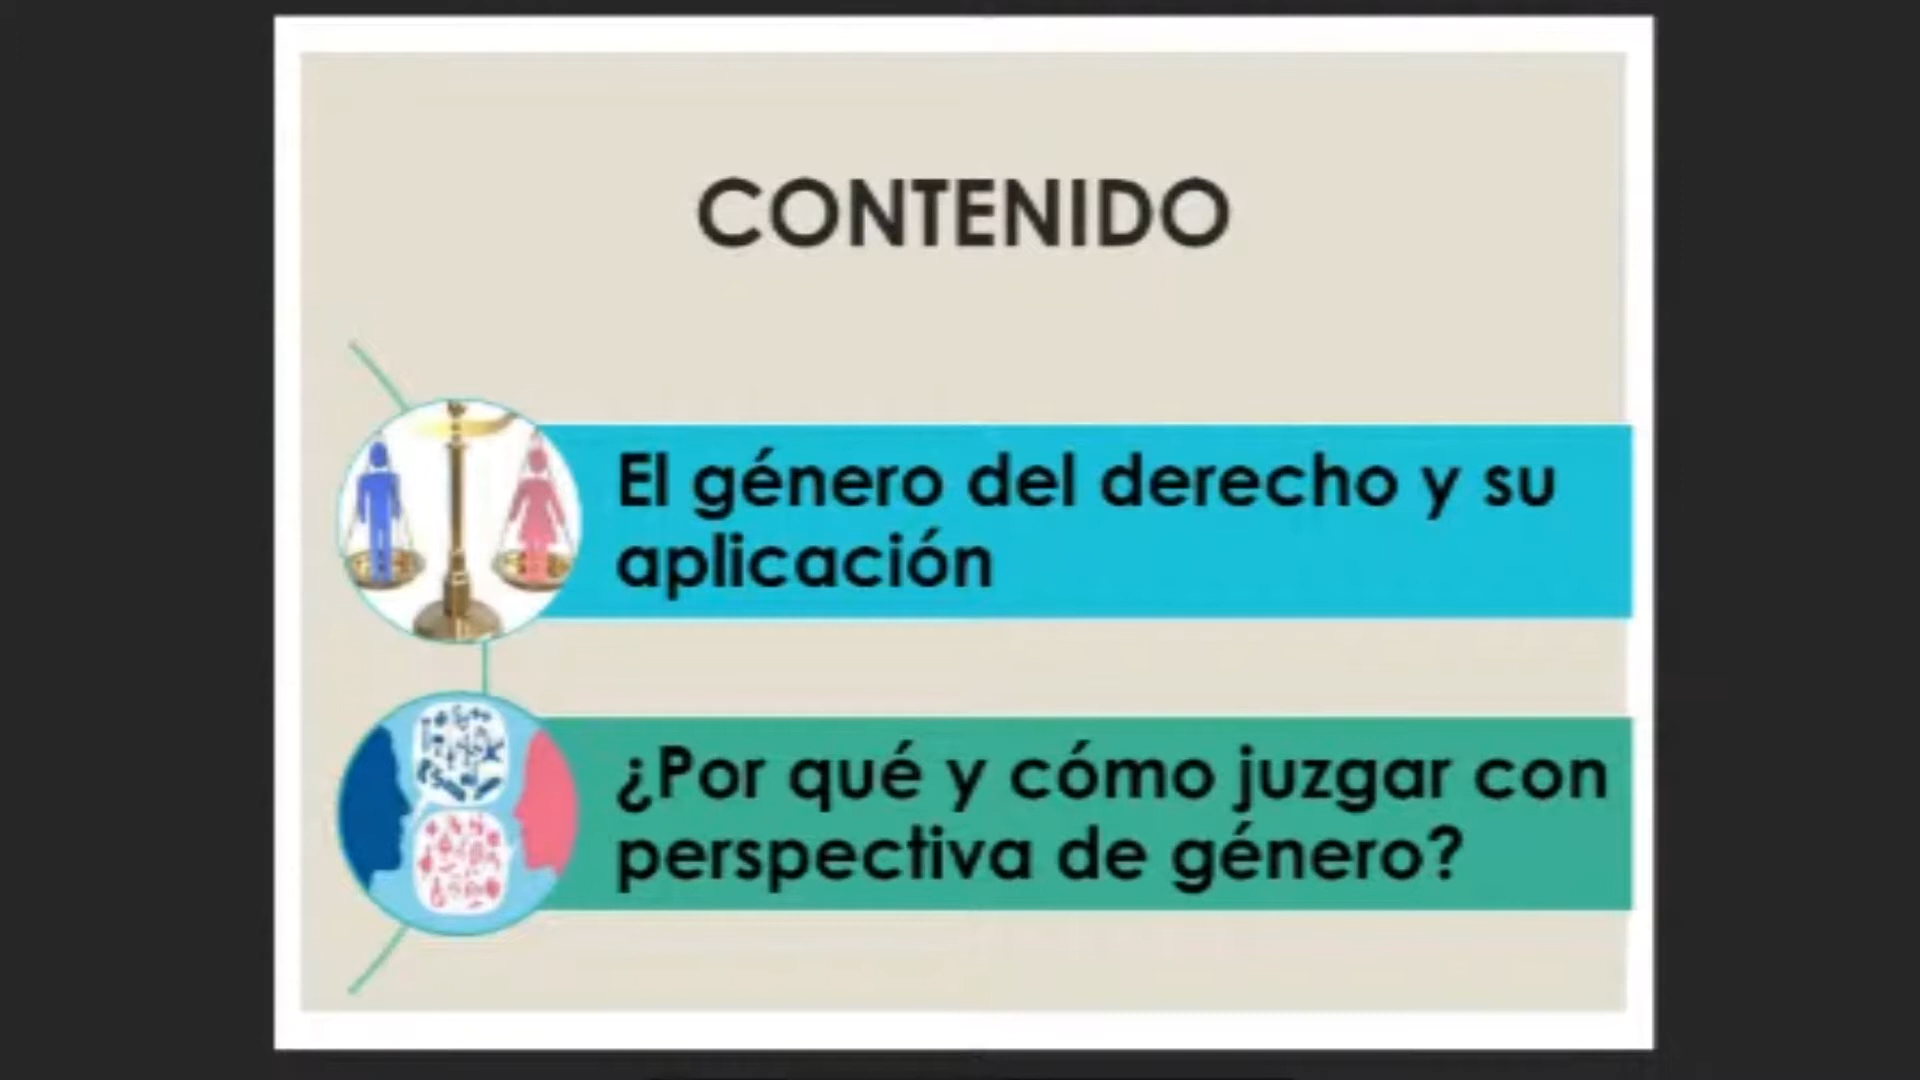 CONTENIDO
El género del derecho y su
aplicación
¿Por qué y cómo juzgar con
perspectiva de género?